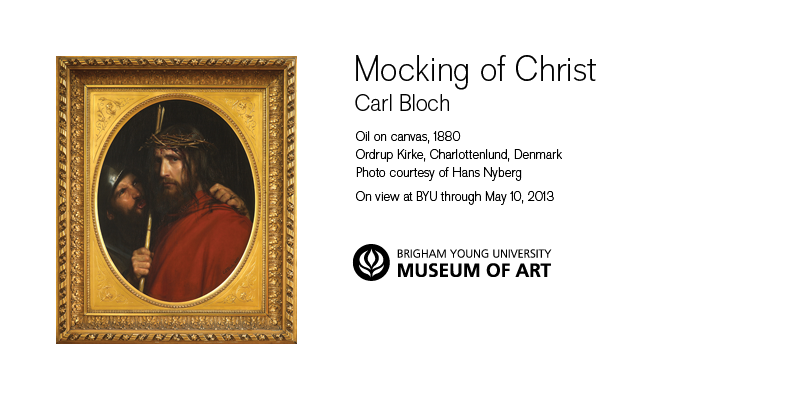 Mocking of Christ
Carl Bloch
Oil on canvas, 1880
Ordrup Kirke, Charlottenlund, Denmark
Photo courtesy of Hans Nyberg
On view at BYU through May 10, 2013
BRIGHAM YOUNG UNIVERSITY
MUSEUM OF ART